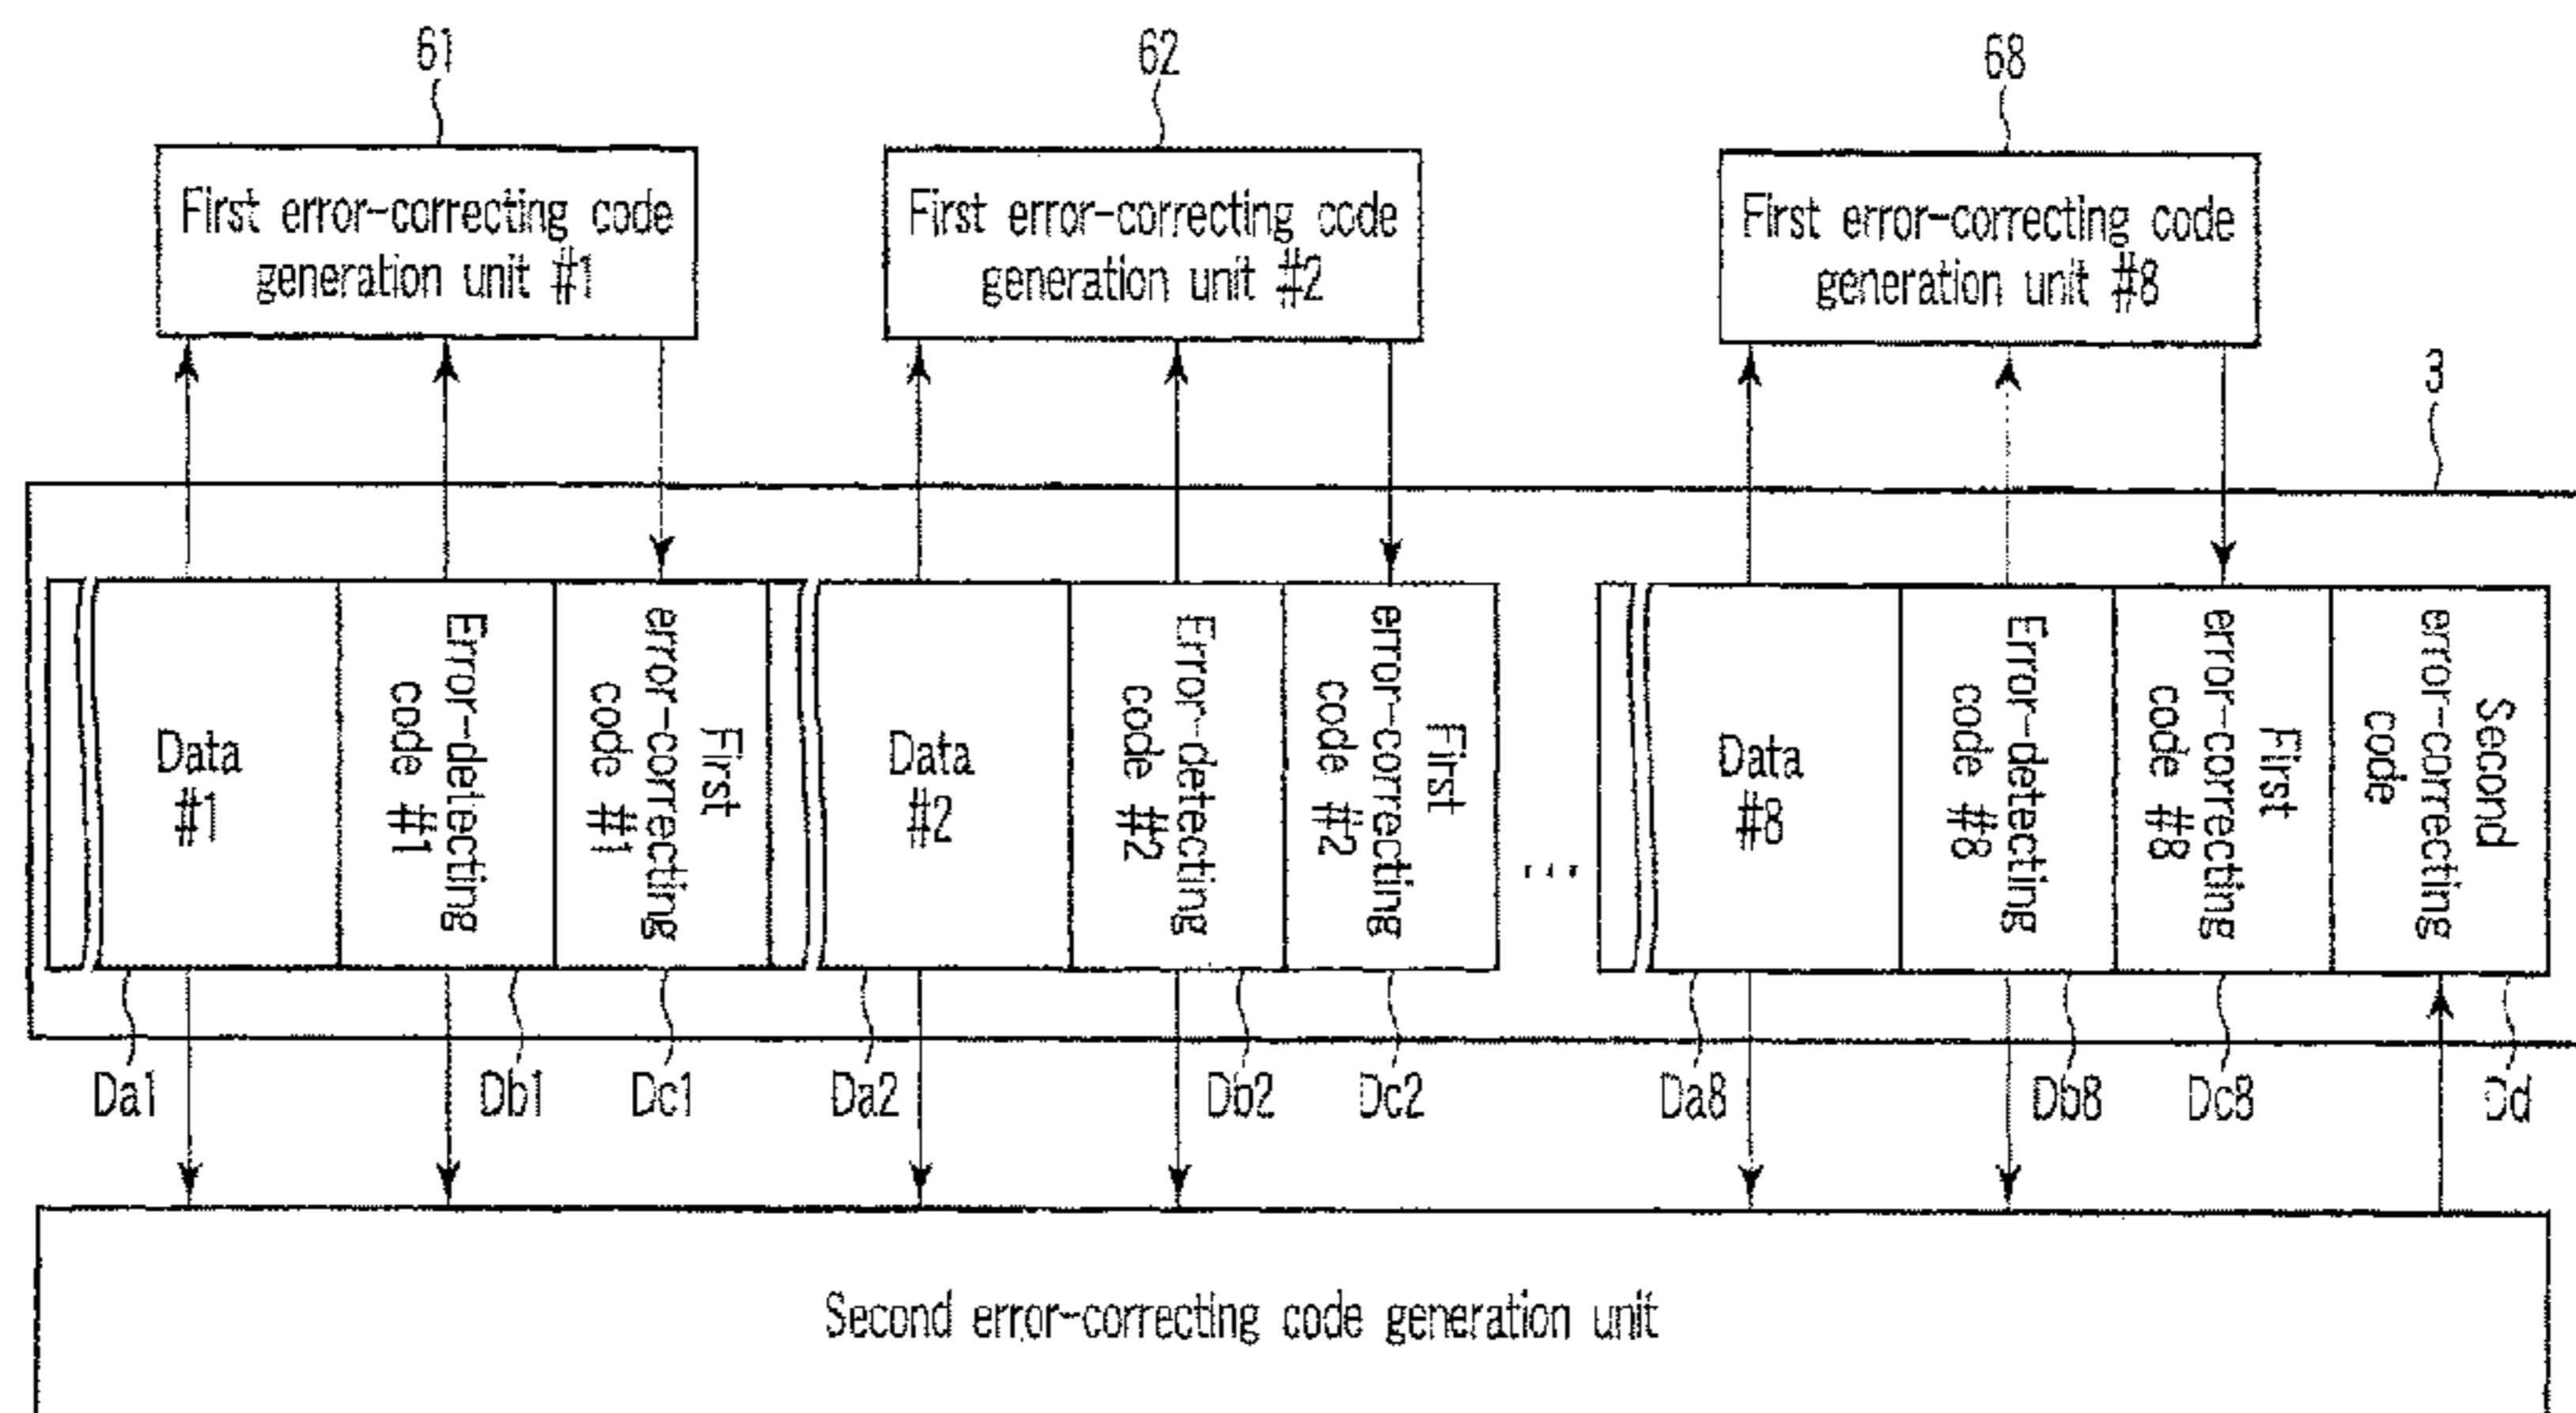 61
62
68
First error-correcting code
generation unit #1
First error-correcting code
generation unit #2
First error-correcting code
generation unit #8
3
Data
#1
Error-detecting
code #1
First
error-correcting
code #1
Data
#2
Error-detecting
code #2
First
error-correcting
code #2
...
Data
#8
Error-detecting
code #8
First
error-correcting
code #8
Second
error-correcting
code
Da1
Db1
Dc1
Da2
Db2
Dc2
Da8
Db8
Dc8
Dd
Second error-correcting code generation unit